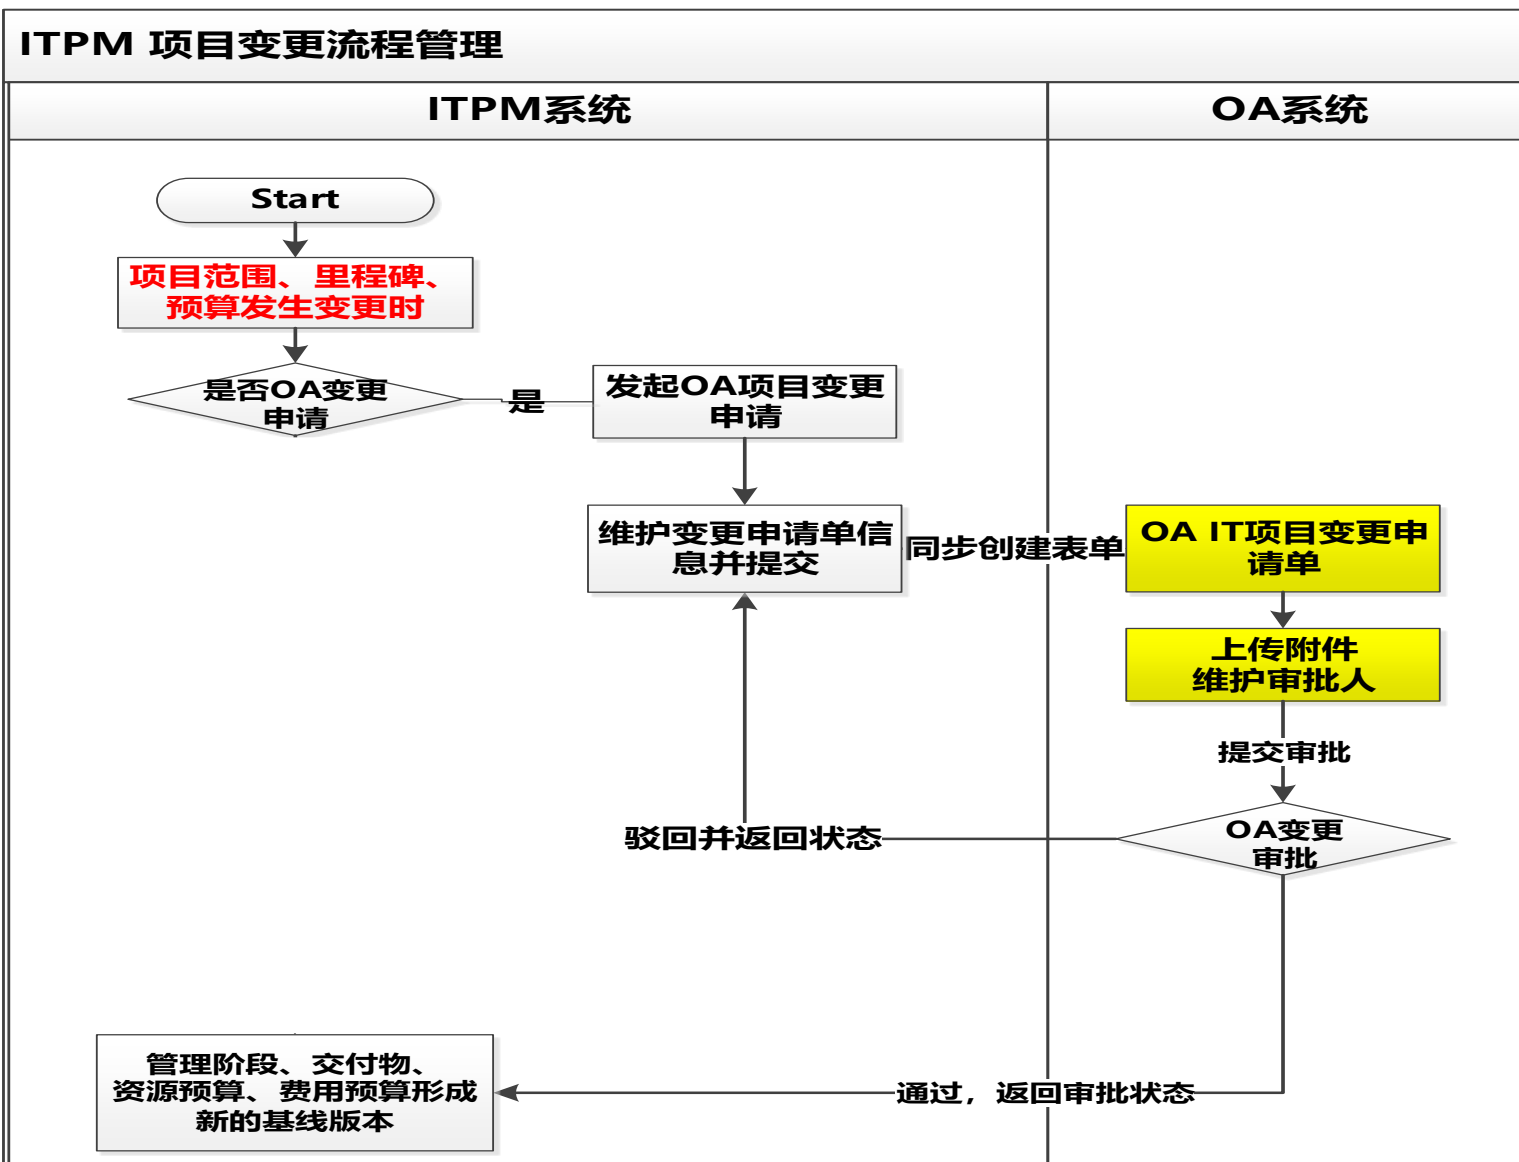 ITPM 项目变更流程管理
ITPM系统
OA系统
Start
项目范围、里程碑、
预算发生变更时
是否OA变更
申请
是
发起OA项目变更
申请
维护变更申请单信
息并提交
同步创建表单
OA IT项目变更申
请单
上传附件
维护审批人
提交审批
OA变更
审批
驳回并返回状态
管理阶段、交付物、
资源预算、费用预算形成
新的基线版本
通过，返回审批状态